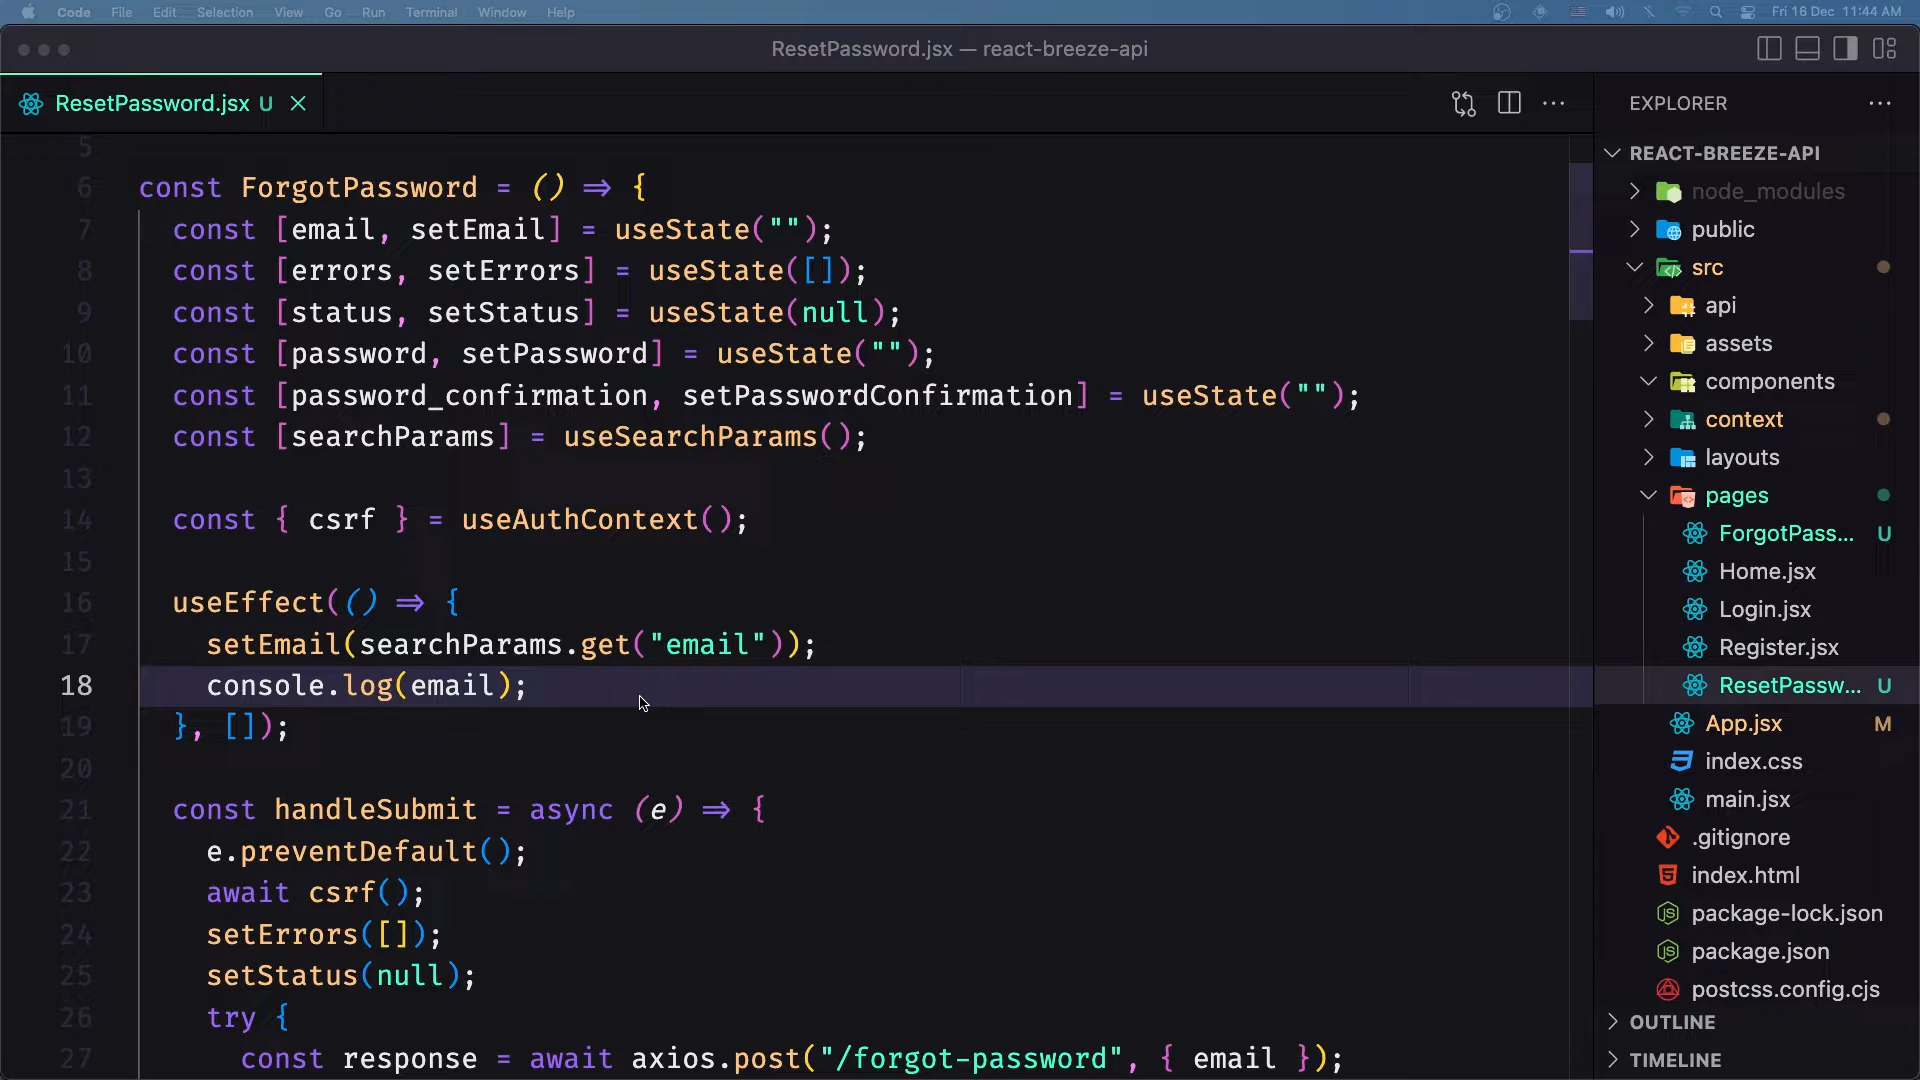 Code File Edit Selection View Go Run Terminal Window Help Fri 16 Dec 11:44 AM
ResetPassword.jsx — react-breeze-api
ResetPassword.jsx U
5
6 const ForgotPassword = () ⇒ {
7 const [email, setEmail] = useState("");
8 const [errors, setErrors] = useState([]);
9 const [status, setStatus] = useState(null);
10 const [password, setPassword] = useState("");
11 const [password_confirmation, setPasswordConfirmation] = useState("");
12 const [searchParams] = useSearchParams();
13
14 const { csrf } = useAuthContext();
15
16 useEffect(() ⇒ {
17 setEmail(searchParams.get("email"));
18 console.log(email);
19 }, []);
20
21 const handleSubmit = async (e) ⇒ {
22 e.preventDefault();
23 await csrf();
24 setErrors([]);
25 setStatus(null);
26 try {
27 const response = await axios.post("/forgot-password", { email });
EXPLORER
REACT-BREEZE-API
node_modules
public
src
api
assets
components
context
layouts
pages
ForgotPass... U
Home.jsx
Login.jsx
Register.jsx
ResetPassw... U
App.jsx M
index.css
main.jsx
.gitignore
index.html
package-lock.json
package.json
postcss.config.cjs
OUTLINE
TIMELINE